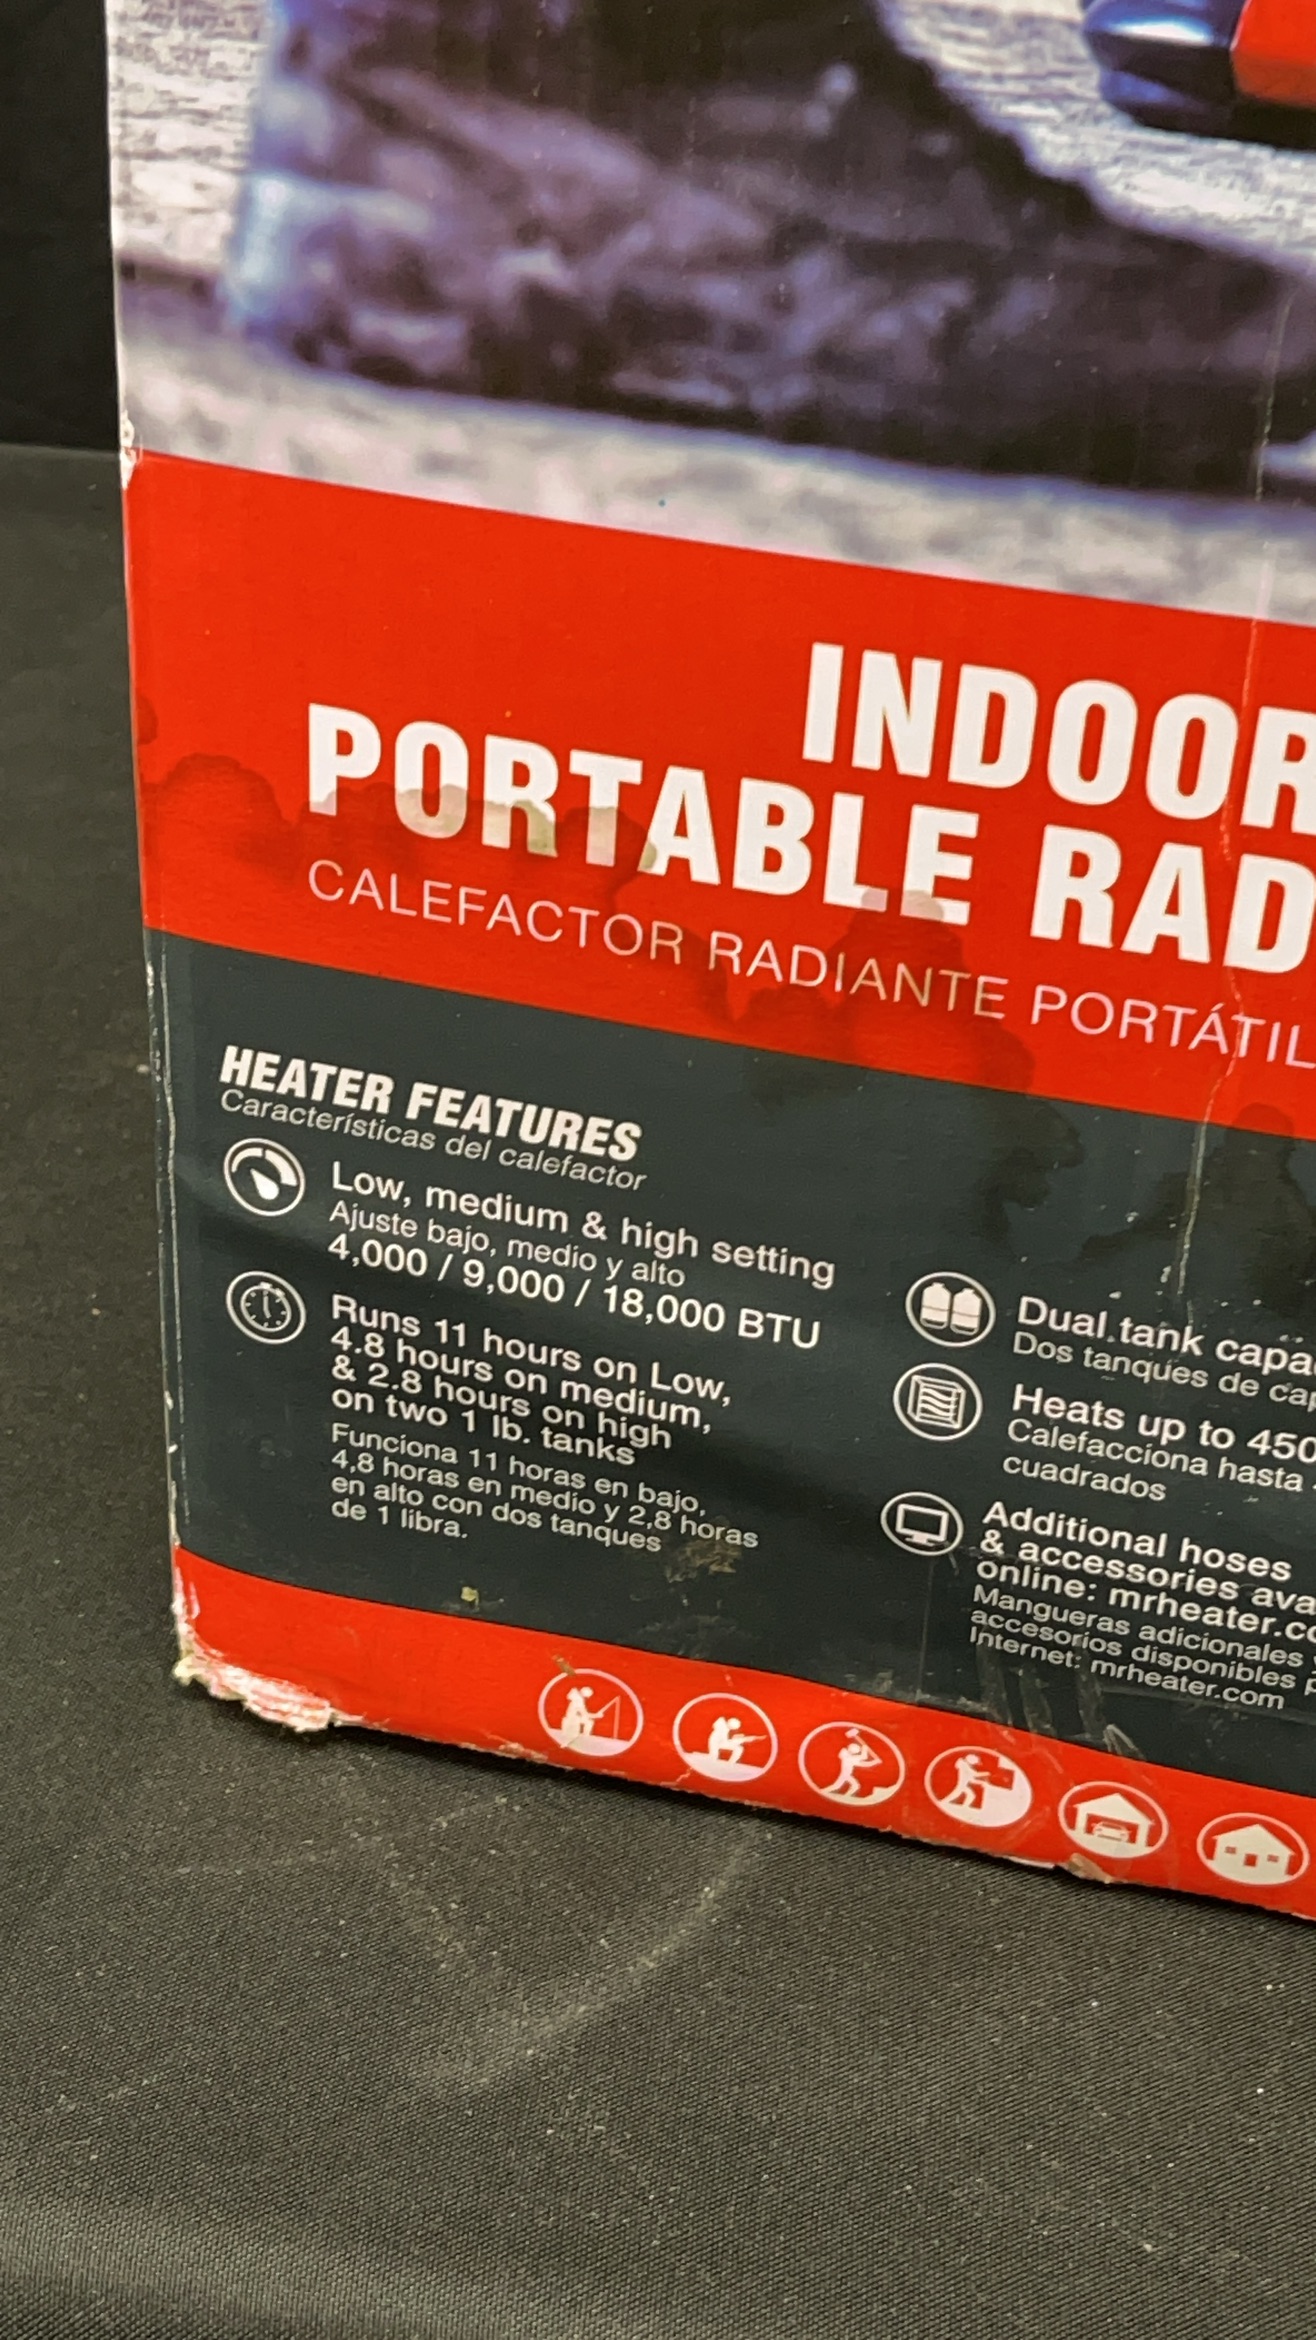 INDOOR
PORTABLE RAD
CALEFACTOR RADIANTE PORTÁTIL
HEATER FEATURES
Características del calefactor
Low, medium & high setting
Ajuste bajo, medio y alto
4,000 / 9,000 / 18,000 BTU
Runs 11 hours on Low,
4.8 hours on medium,
& 2.8 hours on high
on two 1 lb. tanks
Funciona 11 horas en bajo,
4,8 horas en medio y 2,8 horas
en alto con dos tanques
de 1 libra.
Dual tank capa
Dos tanques de cap
Heats up to 450
Calefacciona hasta
cuadrados
Additional hoses
& accessories ava
online: mrheater.co
Mangueras adicionales y
accesorios disponibles p
Internet: mrheater.com